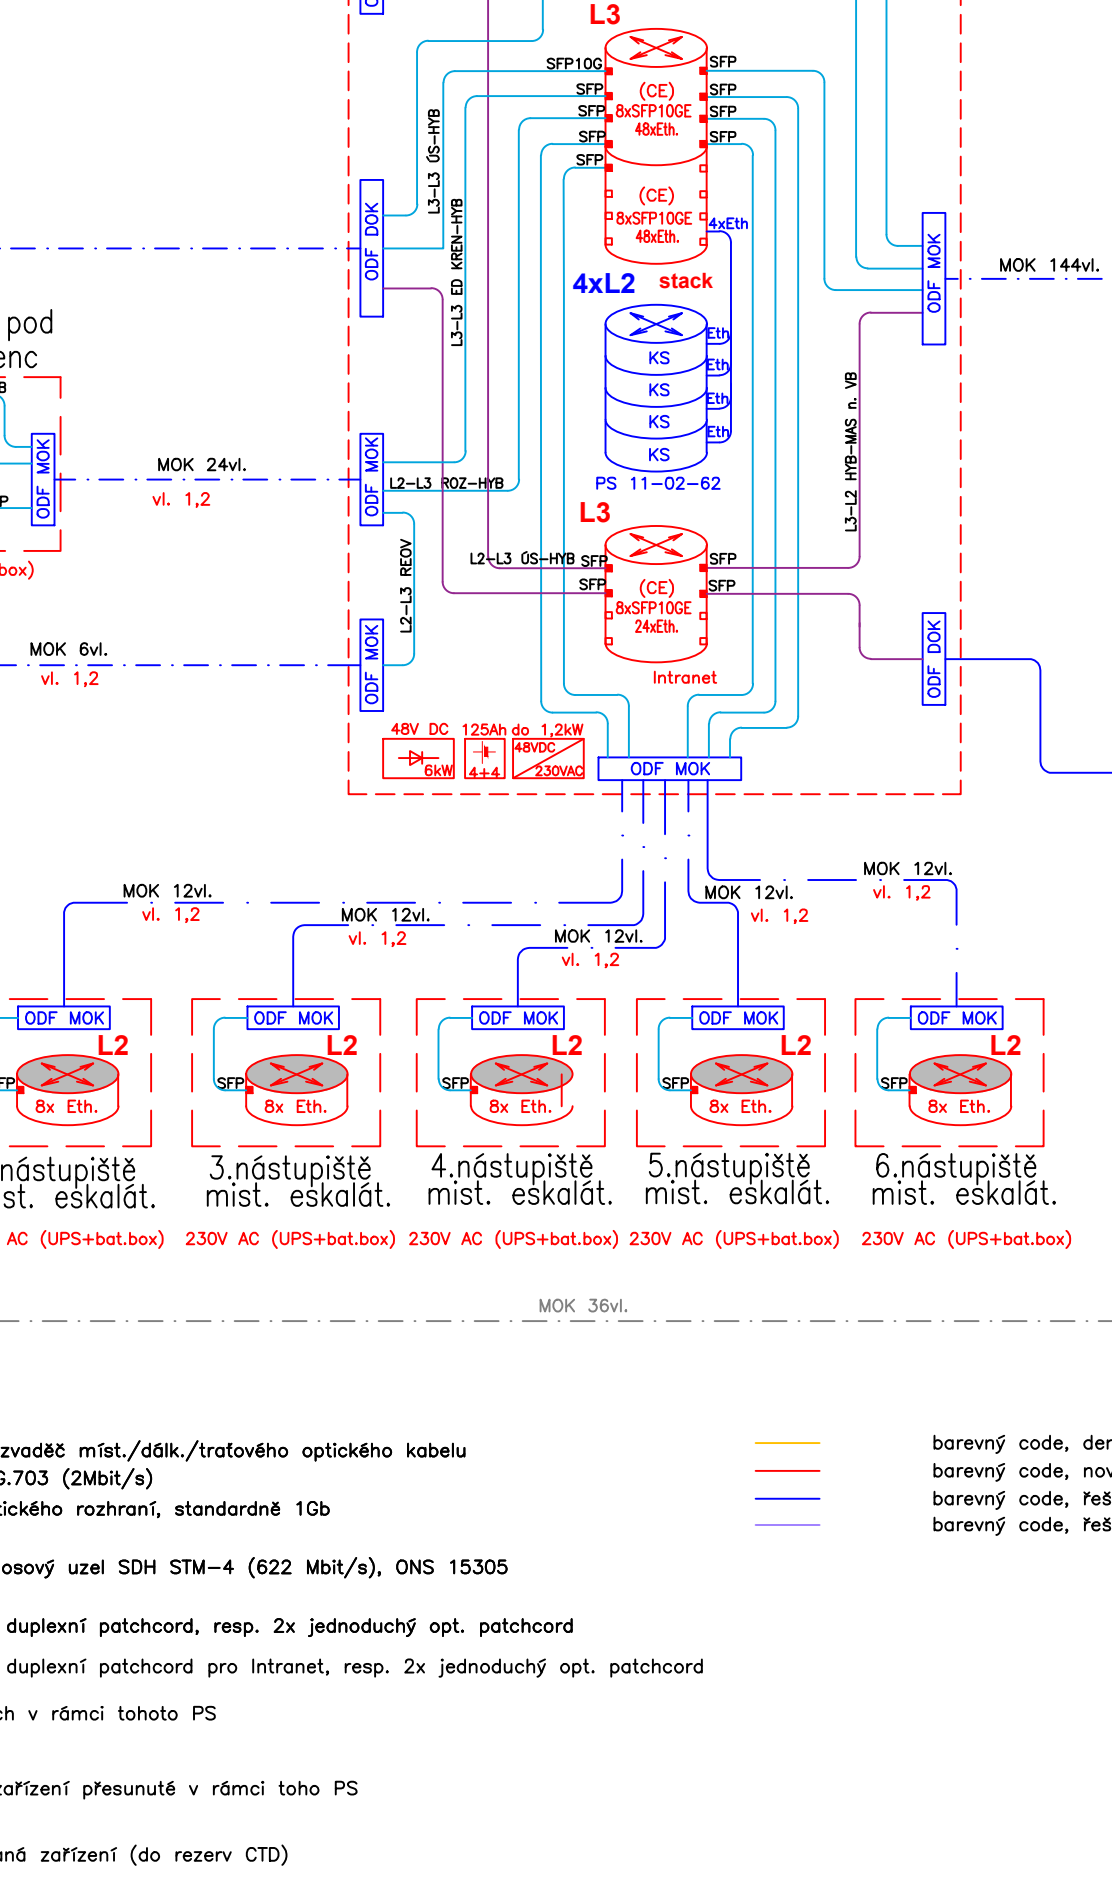 L3
SFP10G
SFP
SFP
SFP
SFP
SFP
SFP
SFP
SFP
(CE)
8xSFP10GE
48xEth.
(CE)
8xSFP10GE
48xEth.
4xEth
stack
4xL2
Eth
Eth
Eth
Eth
KS
KS
KS
KS
PS 11-02-62
L3-L3 ÚS-HYB
L3-L3 ED KREN-HYB
ODF DOK
ODF MOK
MOK 144vl.
pod
enc
ODF MOK
MOK 24vl.
vl. 1,2
ODF MOK
L2-L3 ROZ-HYB
L2-L3 REOV
L3-L2 HYB-MAS n. VB
L3
L2-L3 ÚS-HYB
SFP
SFP
SFP
SFP
(CE)
8xSFP10GE
24xEth.
Intranet
box)
MOK 6vl.
vl. 1,2
ODF MOK
ODF DOK
48V DC
6kW
125Ah
4+4
do 1,2kW
48VDC
230VAC
ODF MOK
MOK 12vl.
vl. 1,2
MOK 12vl.
vl. 1,2
MOK 12vl.
vl. 1,2
MOK 12vl.
vl. 1,2
MOK 12vl.
vl. 1,2
ODF MOK
ODF MOK
ODF MOK
ODF MOK
ODF MOK
L2
L2
L2
L2
L2
FP
SFP
SFP
SFP
SFP
8x Eth.
8x Eth.
8x Eth.
8x Eth.
8x Eth.
nástupiště
ist. eskalát.
3.nástupiště
mist. eskalát.
4.nástupiště
mist. eskalát.
5.nástupiště
mist. eskalát.
6.nástupiště
mist. eskalát.
AC (UPS+bat.box)
230V AC (UPS+bat.box)
230V AC (UPS+bat.box)
230V AC (UPS+bat.box)
230V AC (UPS+bat.box)
MOK 36vl.
zvaděč míst./dálk./traťového optického kabelu
G.703 (2Mbit/s)
tického rozhraní, standardně 1Gb
osový uzel SDH STM-4 (622 Mbit/s), ONS 15305
duplexní patchcord, resp. 2x jednoduchý opt. patchcord
duplexní patchcord pro Intranet, resp. 2x jednoduchý opt. patchcord
ch v rámci tohoto PS
zařízení přesunuté v rámci toho PS
aná zařízení (do rezerv CTD)
barevný code, der
barevný code, nov
barevný code, řeš
barevný code, řeš